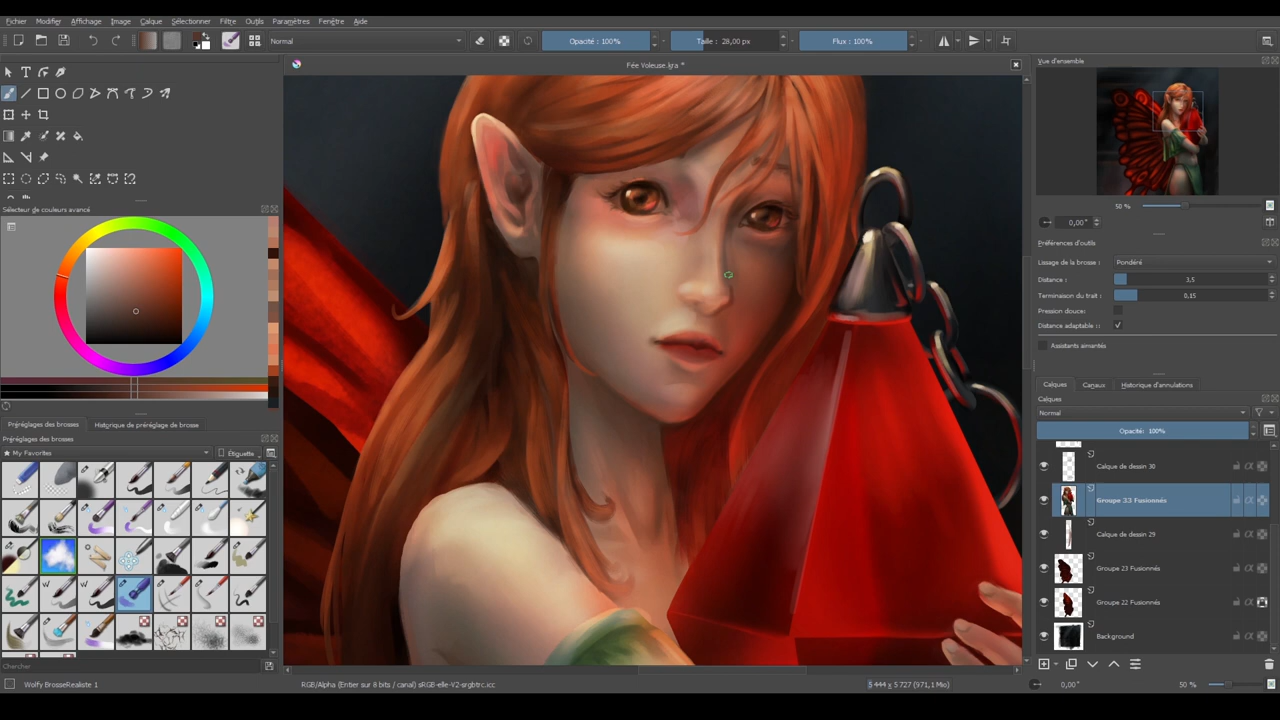 Fichier Modifier Affichage Image Calque Sélectionner Filtre Outils Paramètres Fenêtre Aide
Normal Opacité : 100% Taille : 28,00 px Flux : 100%
Fée Voleuse.kra *
Vue d'ensemble
50 %
0,00°
Sélecteur de couleurs avancé
Préférences d'outils
Lissage de la brosse : Pondéré
Distance : 3,5
Terminaison du trait : 0,15
Pression douce:
Distance adaptable ::
Assistants aimantés
Calques Canaux Historique d'annulations
Calques
Normal
Opacité: 100%
Calque de dessin 30
Groupe 33 Fusionnés
Calque de dessin 29
Groupe 23 Fusionnés
Groupe 22 Fusionnés
Background
Préréglages des brosses Historique de préréglage de brosse
Préréglages des brosses
★ My Favorites Étiquette
Chercher
Wolfy BrosseRealiste 1 RGB/Alpha (Entier sur 8 bits / canal) sRGB-elle-V2-srgbtrc.icc 5 444 x 5 727 (971,1 Mio) 0,00° 50 %